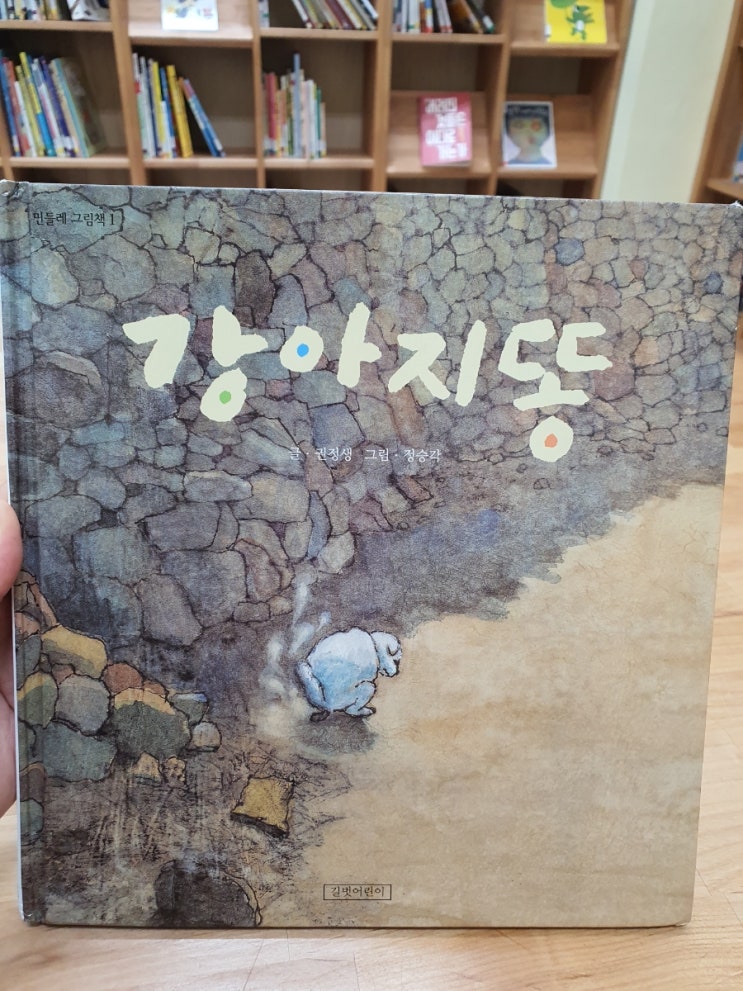 민들레 그림책 1
강아지똥
글·권정생 그림·정승각
길벗어린이